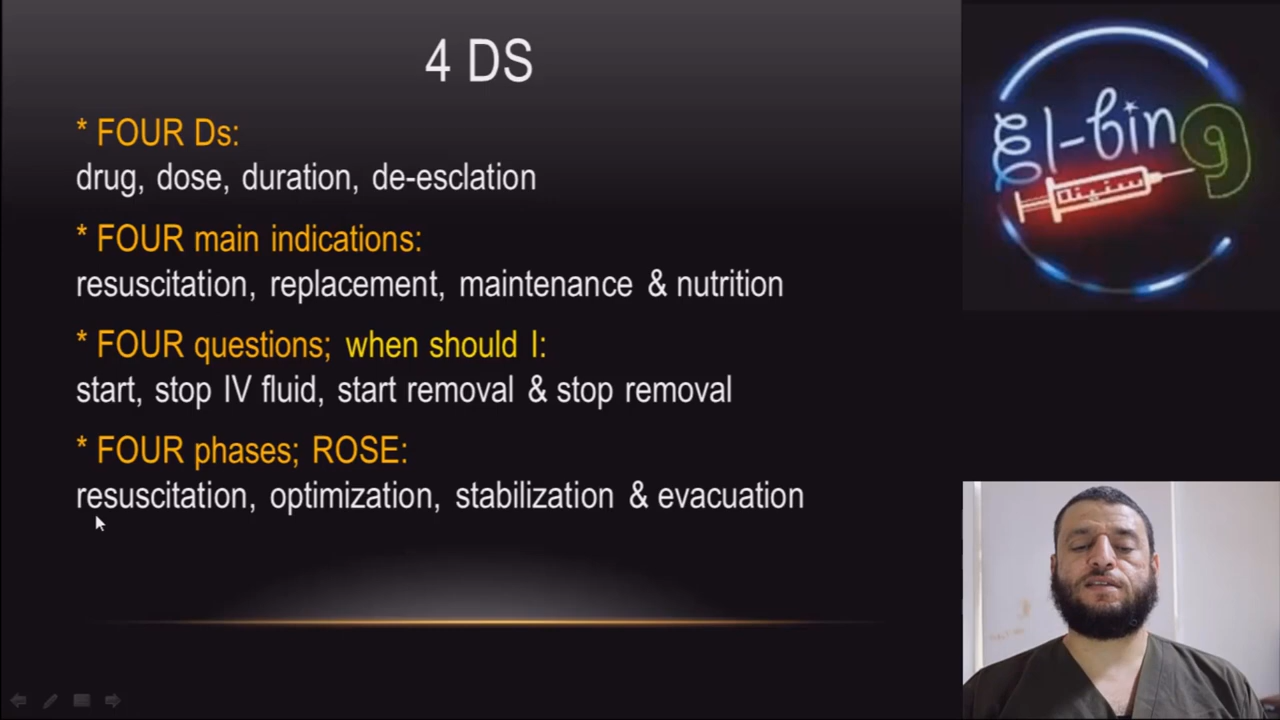 4 DS
* FOUR Ds:
drug, dose, duration, de-esclation
* FOUR main indications:
resuscitation, replacement, maintenance & nutrition
* FOUR questions; when should I:
start, stop IV fluid, start removal & stop removal
* FOUR phases; ROSE:
resuscitation, optimization, stabilization & evacuation
El-bing
سنينه